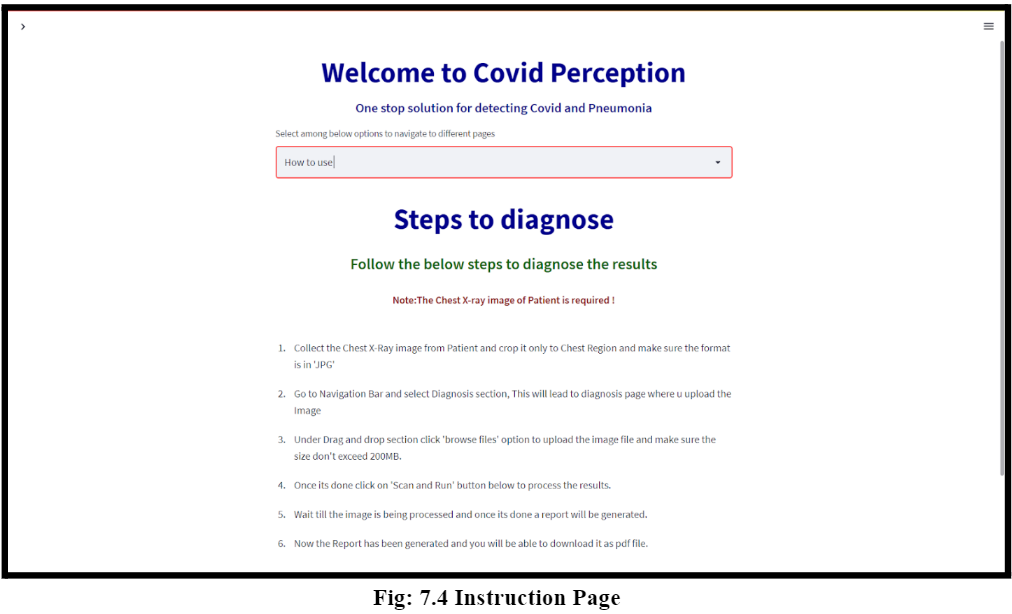 Welcome to Covid Perception
One stop solution for detecting Covid and Pneumonia
Select among below options to navigate to different pages
How to use
Steps to diagnose
Follow the below steps to diagnose the results
Note:The Chest X-ray image of Patient is required !
1. Collect the Chest X-Ray image from Patient and crop it only to Chest Region and make sure the format
is in 'JPG'
2. Go to Navigation Bar and select Diagnosis section, This will lead to diagnosis page where u upload the
Image
3. Under Drag and drop section click 'browse files' option to upload the image file and make sure the
size don't exceed 200MB.
4. Once its done click on 'Scan and Run' button below to process the results.
5. Wait till the image is being processed and once its done a report will be generated.
6. Now the Report has been generated and you will be able to download it as pdf file.
Fig: 7.4 Instruction Page